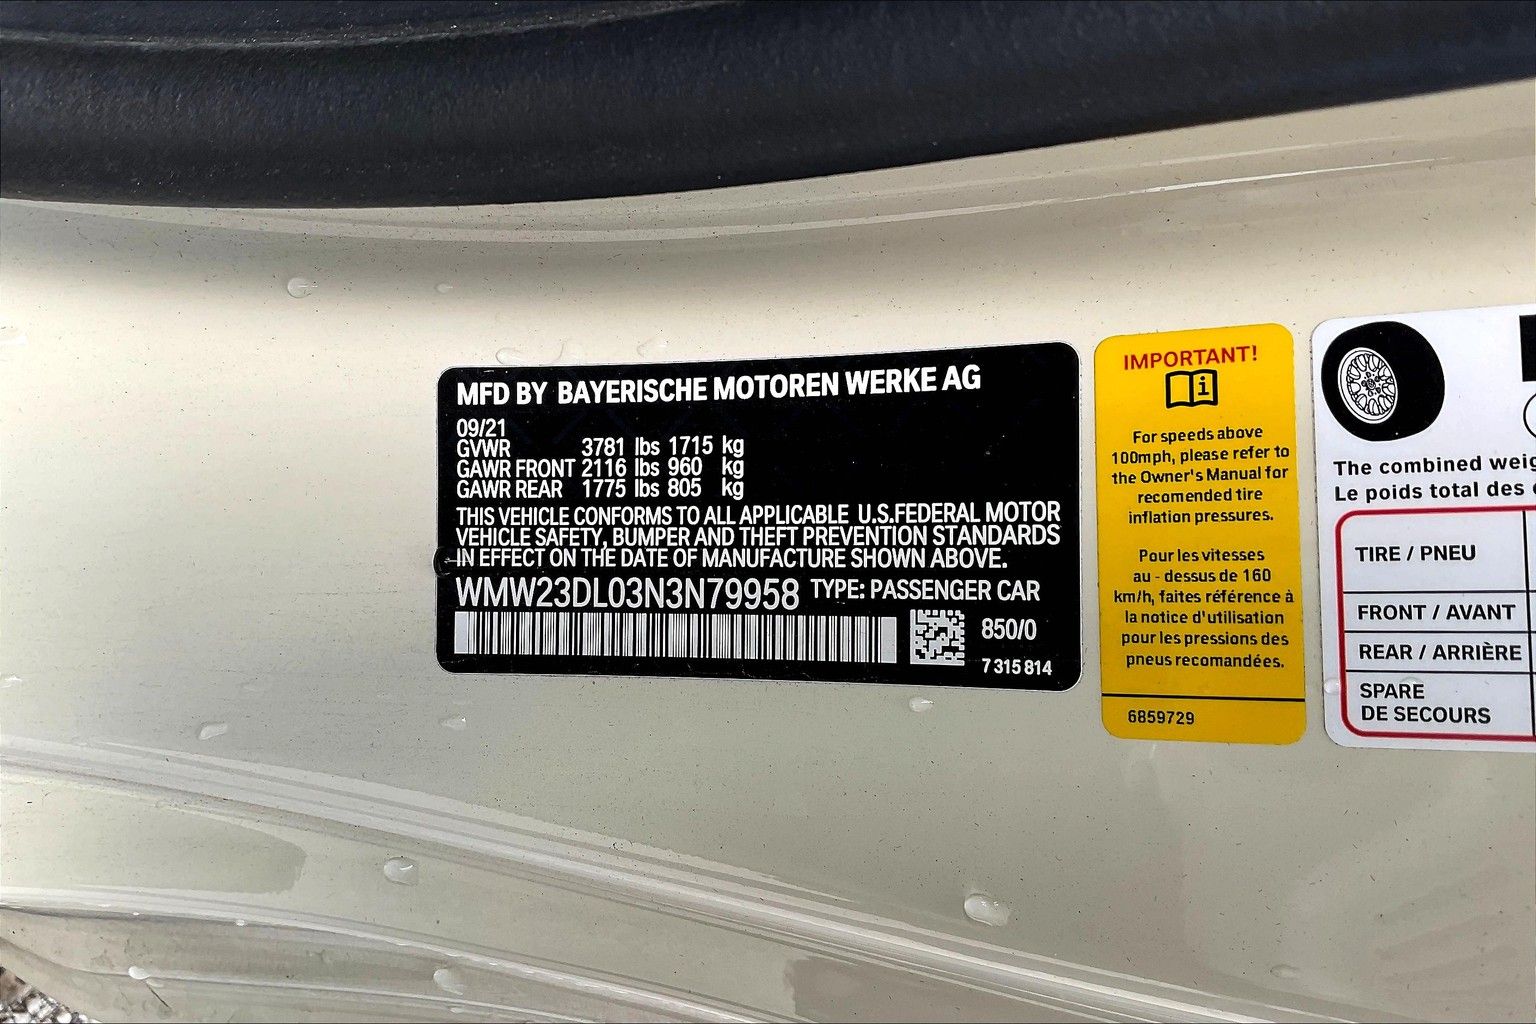 MFD BY BAYERISCHE MOTOREN WERKE AG
09/21
GVWR 3781 lbs 1715 kg
GAWR FRONT 2116 lbs 960 kg
GAWR REAR 1775 lbs 805 kg
THIS VEHICLE CONFORMS TO ALL APPLICABLE U.S.FEDERAL MOTOR
VEHICLE SAFETY, BUMPER AND THEFT PREVENTION STANDARDS
IN EFFECT ON THE DATE OF MANUFACTURE SHOWN ABOVE.
WMW23DL03N3N79958 TYPE: PASSENGER CAR
850/0
7 315 814
IMPORTANT!
i
For speeds above
100mph, please refer to
the Owner's Manual for
recomended tire
inflation pressures.
Pour les vitesses
au - dessus de 160
km/h, faites référence à
la notice d'utilisation
pour les pressions des
pneus recomandées.
6859729
The combined
Le poids total des
TIRE / PNEU
FRONT / AVANT
REAR / ARRIÈRE
SPARE
DE SECOURS